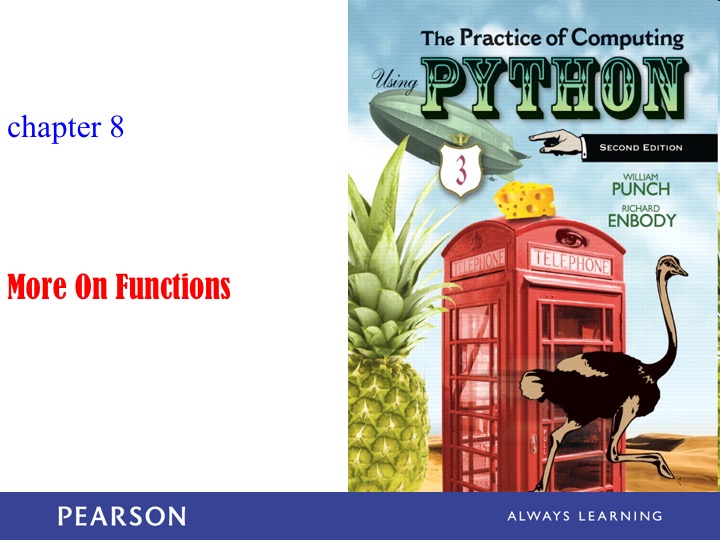 chapter 8
More On Functions
The Practice of Computing
Using
PYTHON
SECOND EDITION
3
WILLIAM
PUNCH
RICHARD
ENBODY
TELEPHONE
TELEPHONE
PEARSON
ALWAYS LEARNING